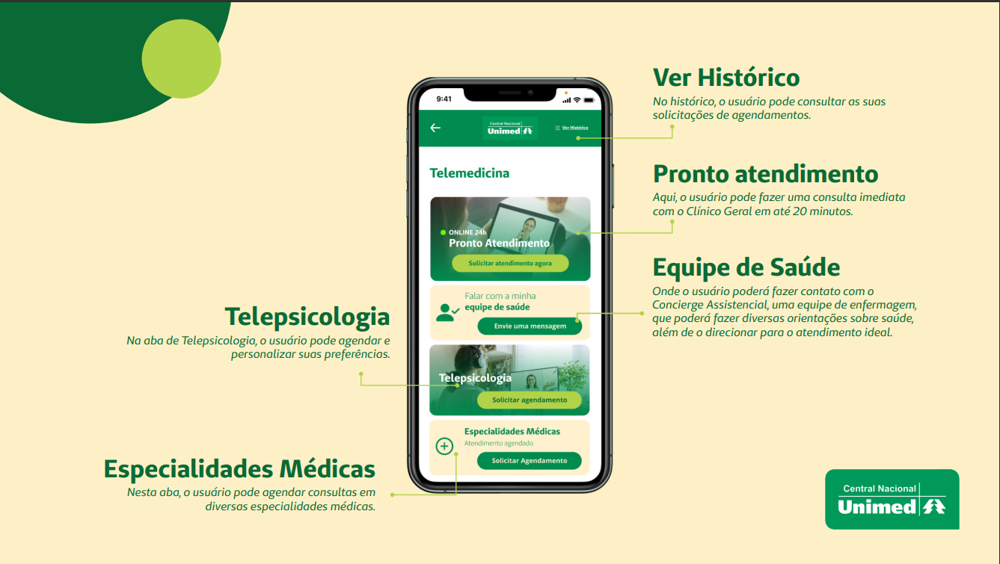 Ver Histórico
No histórico, o usuário pode consultar as suas
solicitações de agendamentos.
Pronto atendimento
Aqui, o usuário pode fazer uma consulta imediata
com o Clínico Geral em até 20 minutos.
Equipe de Saúde
Onde o usuário poderá fazer contato com o
Concierge Assistencial, uma equipe de enfermagem,
que poderá fazer diversas orientações sobre saúde,
além de o direcionar para o atendimento ideal.
Telepsicologia
Na aba de Telepsicologia, o usuário pode agendar e
personalizar suas preferências.
Especialidades Médicas
Nesta aba, o usuário pode agendar consultas em
diversas especialidades médicas.
9:41
Central Nacional
Unimed
Ver Histórico
Telemedicina
ONLINE 24h
Pronto Atendimento
Solicitar atendimento agora
Falar com a minha
equipe de saúde
Envie uma mensagem
Telepsicologia
Solicitar agendamento
Especialidades Médicas
Atendimento agendado
Solicitar Agendamento
Central Nacional
Unimed